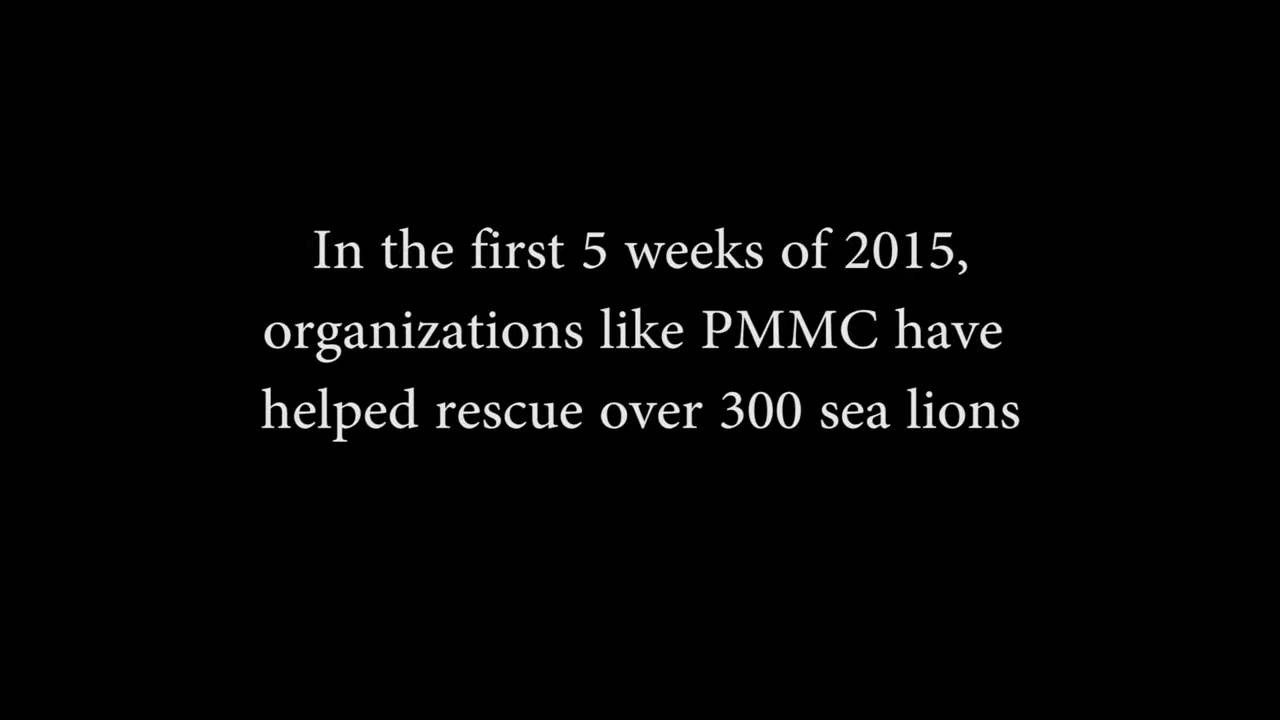 In the first 5 weeks of 2015,
organizations like PMMC have
helped rescue over 300 sea lions